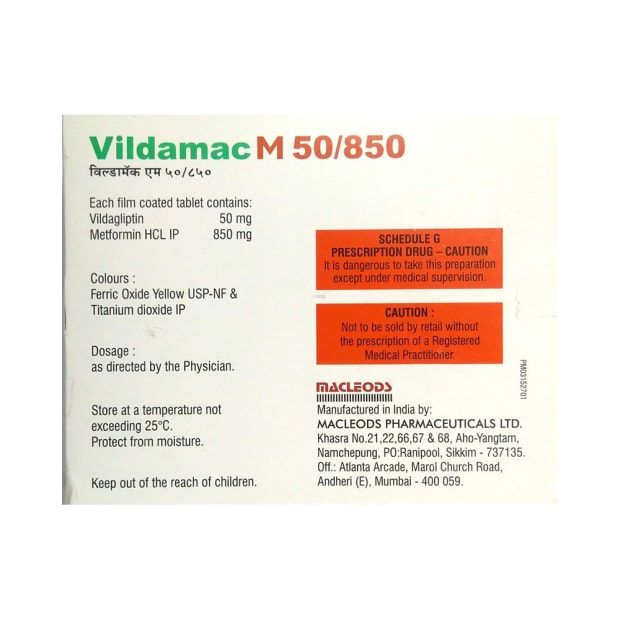 Vildamac M 50/850
विल्डामॅक एम ५०/८५०
Each film coated tablet contains:
Vildagliptin 50 mg
Metformin HCL IP 850 mg
Colours :
Ferric Oxide Yellow USP-NF &
Titanium dioxide IP
Dosage :
as directed by the Physician.
Store at a temperature not
exceeding 25°C.
Protect from moisture.
Keep out of the reach of children.
SCHEDULE G
PRESCRIPTION DRUG – CAUTION
It is dangerous to take this preparation
except under medical supervision.
CAUTION :
Not to be sold by retail without
the prescription of a Registered
Medical Practitioner.
MACLEODS
Manufactured in India by:
MACLEODS PHARMACEUTICALS LTD.
Khasra No.21,22,66,67 & 68, Aho-Yangtam,
Namchepung, PO:Ranipool, Sikkim - 737135.
Off.: Atlanta Arcade, Marol Church Road,
Andheri (E), Mumbai - 400 059.
PM03152701